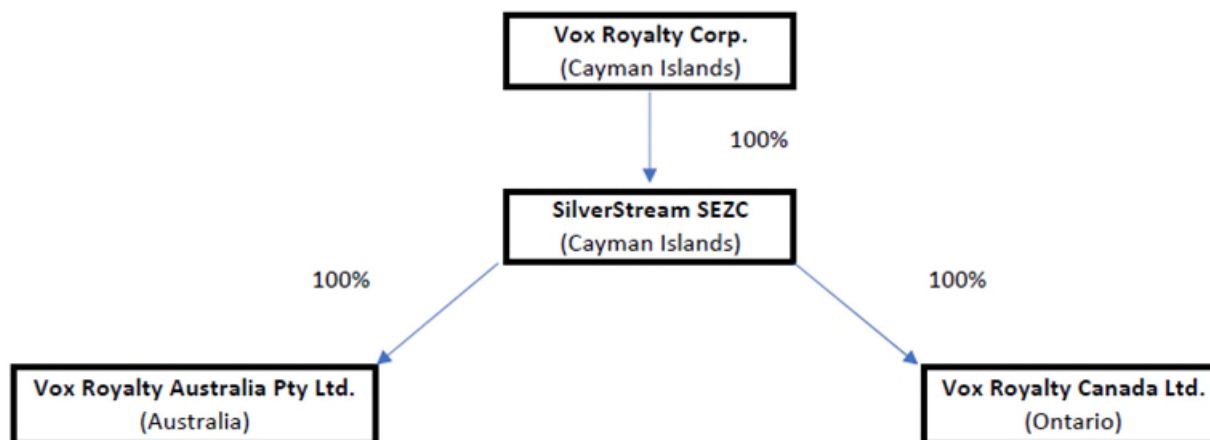 Vox Royalty Corp.
(Cayman Islands)
100%
SilverStream SEZC
(Cayman Islands)
100%
100%
Vox Royalty Australia Pty Ltd.
(Australia)
Vox Royalty Canada Ltd.
(Ontario)